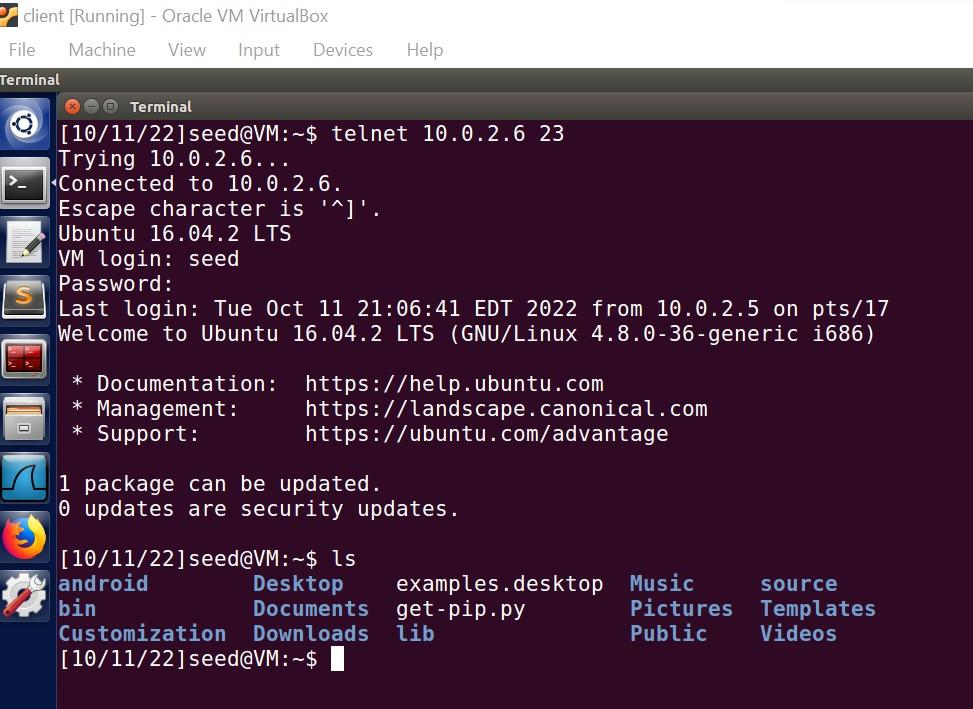 client [Running] - Oracle VM VirtualBox
File Machine View Input Devices Help
Terminal
Terminal
[10/11/22]seed@VM:~$ telnet 10.0.2.6 23
Trying 10.0.2.6...
Connected to 10.0.2.6.
Escape character is '^]'.
Ubuntu 16.04.2 LTS
VM login: seed
Password:
Last login: Tue Oct 11 21:06:41 EDT 2022 from 10.0.2.5 on pts/17
Welcome to Ubuntu 16.04.2 LTS (GNU/Linux 4.8.0-36-generic i686)
* Documentation:  https://help.ubuntu.com
* Management:     https://landscape.canonical.com
* Support:        https://ubuntu.com/advantage
1 package can be updated.
0 updates are security updates.
[10/11/22]seed@VM:~$ ls
android        Desktop    examples.desktop  Music     source
bin            Documents  get-pip.py        Pictures  Templates
Customization  Downloads  lib               Public    Videos
[10/11/22]seed@VM:~$